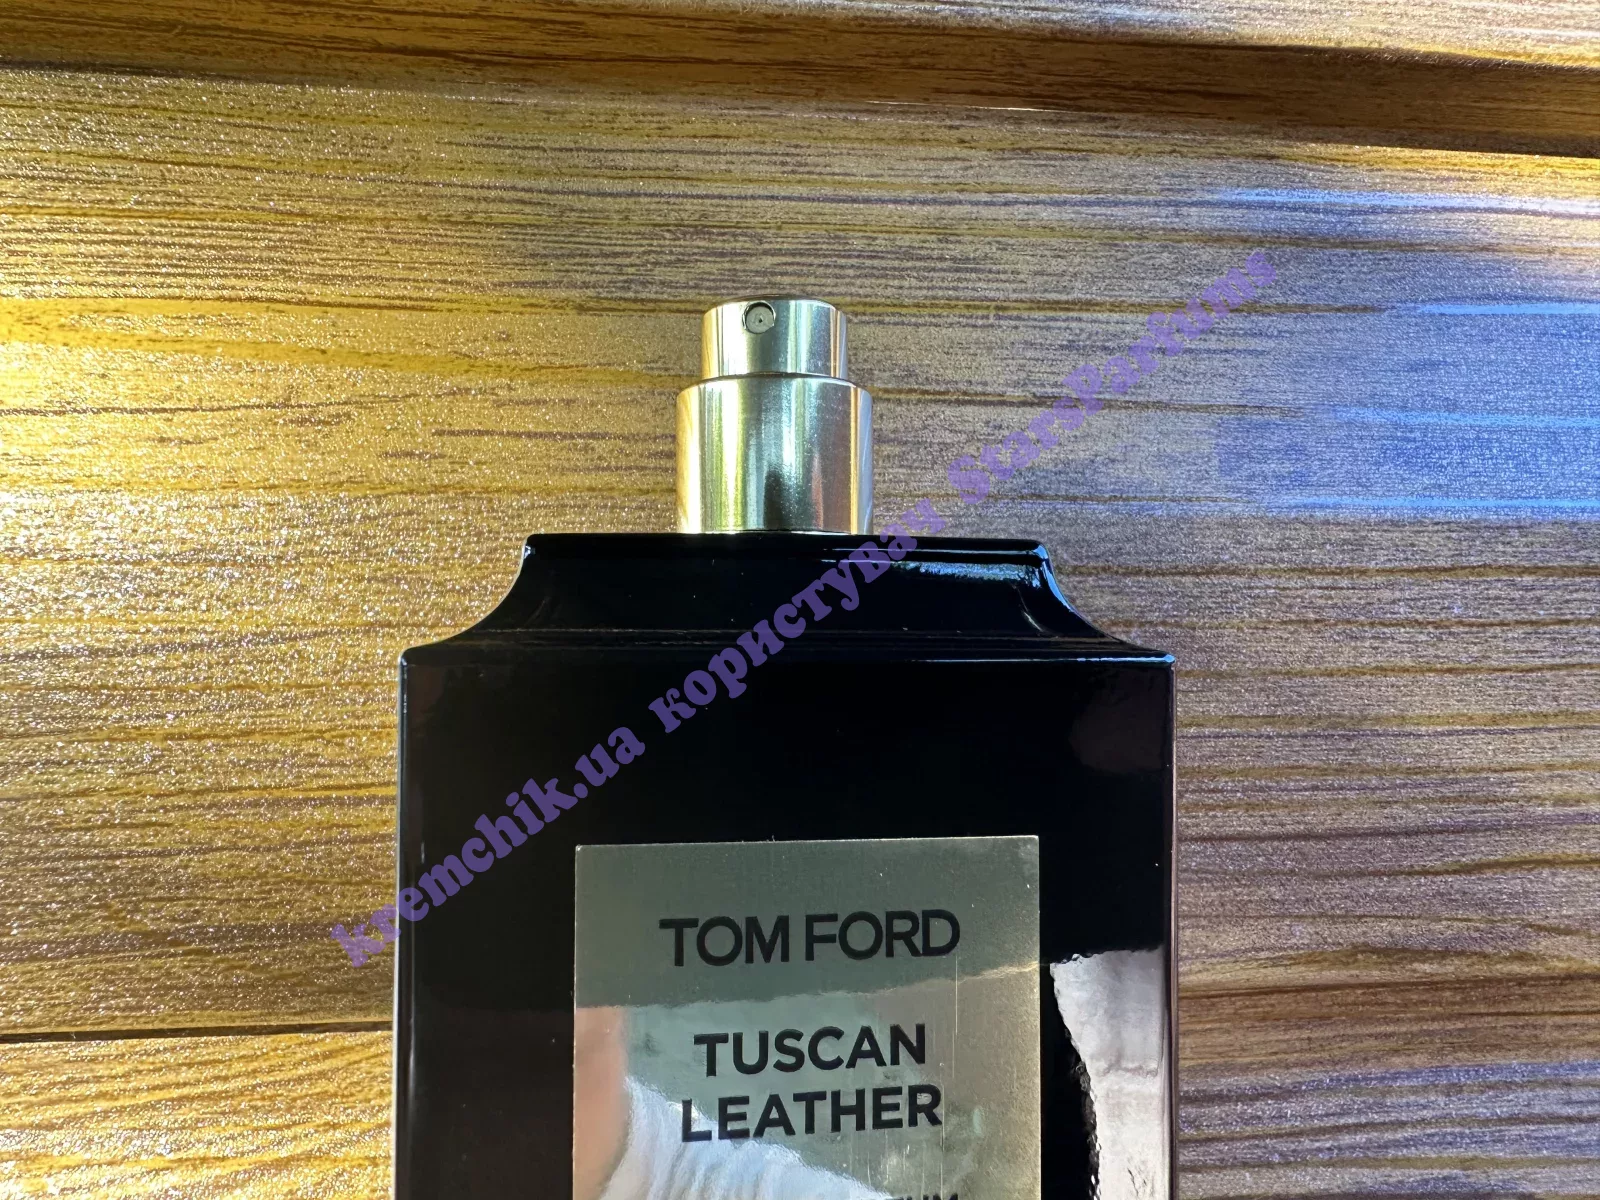 kremchik.ua користувач StarsParfums
TOM FORD
TUSCAN
LEATHER